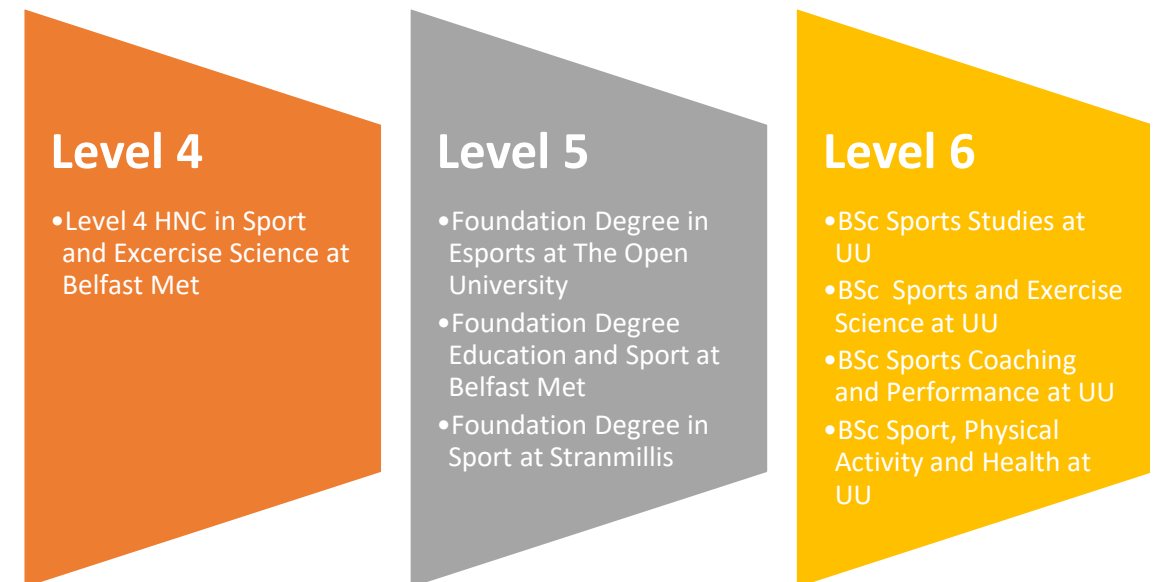 Level 4
•Level 4 HNC in Sport
and Excercise Science at
Belfast Met
Level 5
•Foundation Degree in
Esports at The Open
University
•Foundation Degree
Education and Sport at
Belfast Met
•Foundation Degree in
Sport at Stranmillis
Level 6
•BSc Sports Studies at
UU
•BSc  Sports and Exercise
Science at UU
•BSc Sports Coaching
and Performance at UU
•BSc Sport, Physical
Activity and Health at
UU